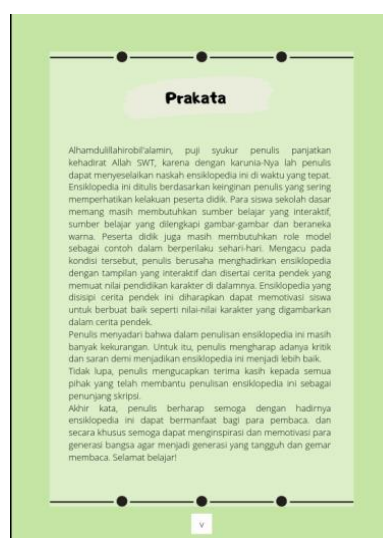 Prakata
Alhamdulillahirobil'alamin, puji syukur penulis panjatkan
kehadirat Allah SWT, karena dengan karunia-Nya lah penulis
dapat menyeselaikan naskah ensiklopedia ini di waktu yang tepat.
Ensiklopedia ini ditulis berdasarkan keinginan penulis yang sering
memperhatikan kelakuan peserta didik. Para siswa sekolah dasar
memang masih membutuhkan sumber belajar yang interaktif,
sumber belajar yang dilengkapi gambar-gambar dan beraneka
warna. Peserta didik juga masih membutuhkan role model
sebagai contoh dalam berperilaku sehari-hari. Mengacu pada
kondisi tersebut, penulis berusaha menghadirkan ensiklopedia
dengan tampilan yang interaktif dan disertai cerita pendek yang
memuat nilai pendidikan karakter di dalamnya. Ensiklopedia yang
disisipi cerita pendek ini diharapkan dapat memotivasi siswa
untuk berbuat baik seperti nilai-nilai karakter yang digambarkan
dalam cerita pendek.
Penulis menyadari bahwa dalam penulisan ensiklopedia ini masih
banyak kekurangan. Untuk itu, penulis mengharap adanya kritik
dan saran demi menjadikan ensiklopedia ini menjadi lebih baik.
Tidak lupa, penulis mengucapkan terima kasih kepada semua
pihak yang telah membantu penulisan ensiklopedia ini sebagai
penunjang skripsi.
Akhir kata, penulis berharap semoga dengan hadirnya
ensiklopedia ini dapat bermanfaat bagi para pembaca. dan
secara khusus semoga dapat menginspirasi dan memotivasi para
generasi bangsa agar menjadi generasi yang tangguh dan gemar
membaca. Selamat belajar!
v